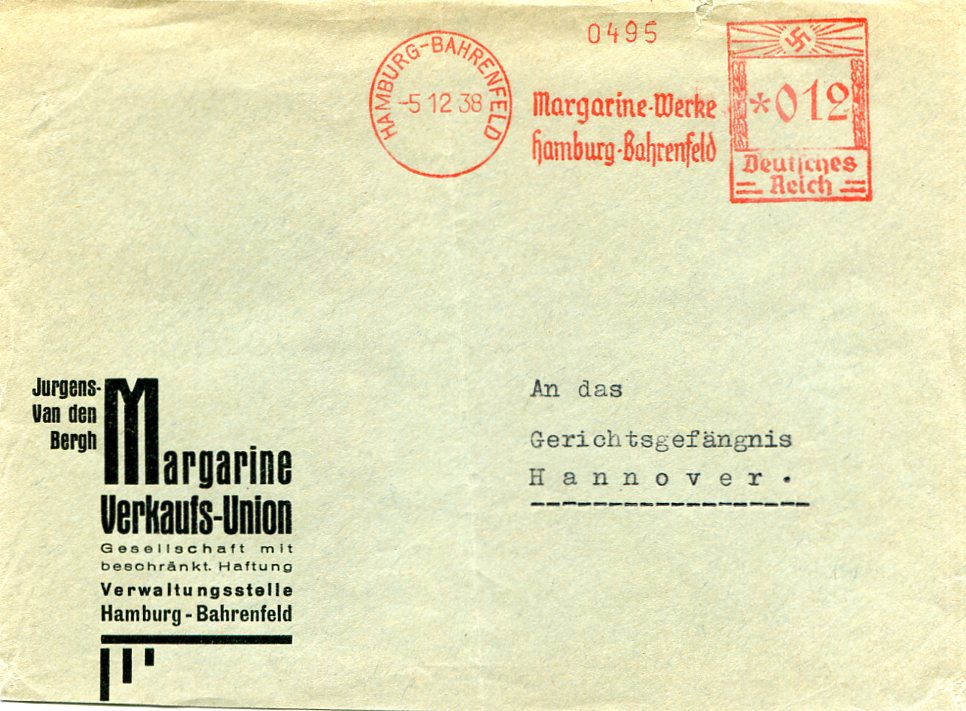 HAMBURG-BAHRENFELD
-5 12 38
0495
Margarine-Werke
Hamburg-Bahrenfeld
*012
Deutsches
Reich
Jurgens-
Van den
Bergh
Margarine
Verkaufs-Union
Gesellschaft mit
beschränkt. Haftung
Verwaltungsstelle
Hamburg-Bahrenfeld
An das
Gerichtsgefängnis
Hannover.